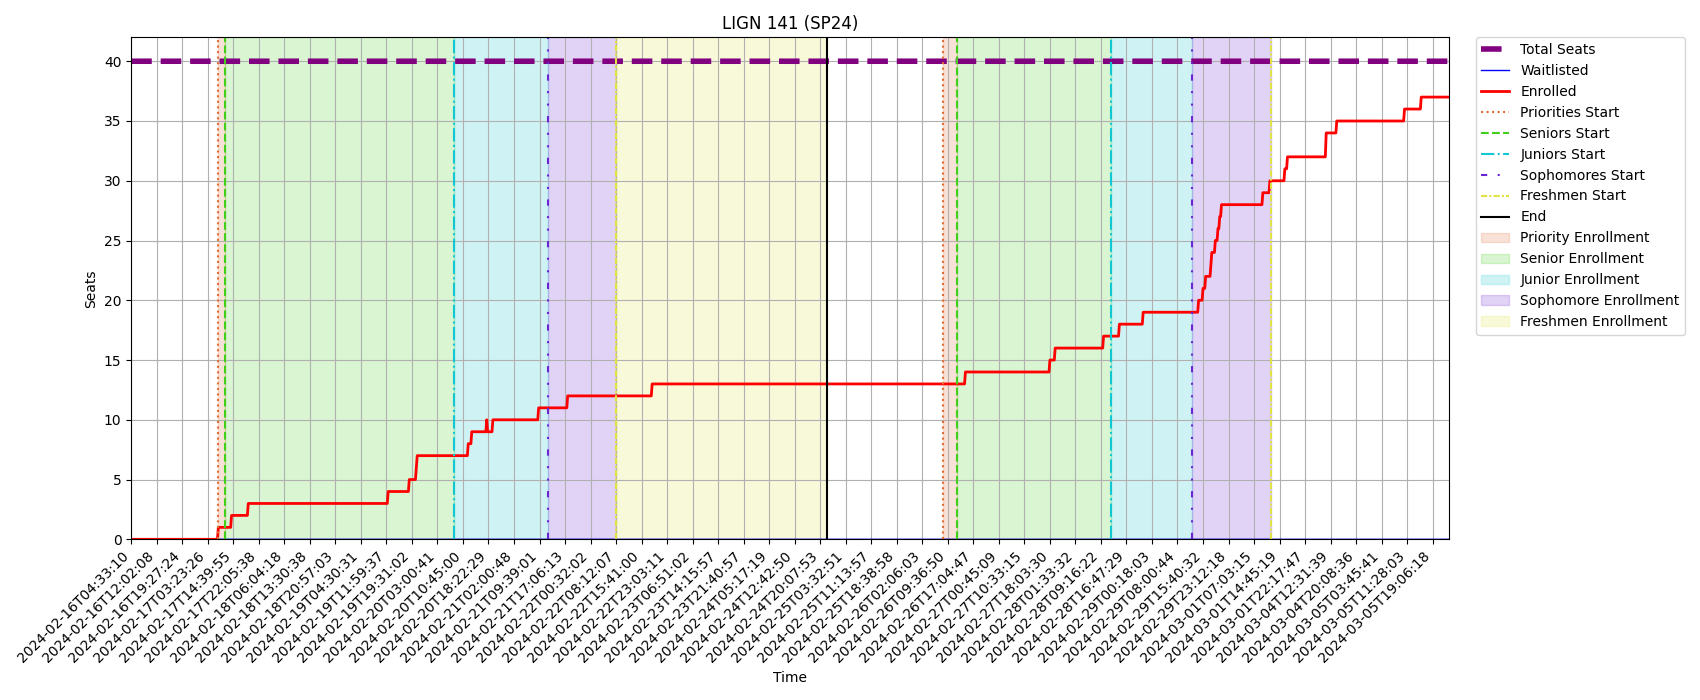 LIGN 141 (SP24)
Seats
40
35
30
25
20
15
10
5
0
2024-02-16T04:33:10
2024-02-16T12:02:08
2024-02-16T19:27:24
2024-02-17T03:23:26
2024-02-17T14:39:55
2024-02-17T22:05:38
2024-02-18T06:04:18
2024-02-18T13:30:38
2024-02-18T20:57:03
2024-02-19T04:30:31
2024-02-19T11:59:37
2024-02-19T19:31:02
2024-02-20T03:00:41
2024-02-20T10:45:00
2024-02-20T18:22:29
2024-02-21T02:00:48
2024-02-21T09:39:01
2024-02-21T17:06:13
2024-02-22T00:32:02
2024-02-22T08:12:07
2024-02-22T15:41:00
2024-02-22T23:03:11
2024-02-23T06:51:02
2024-02-23T14:15:57
2024-02-23T21:40:57
2024-02-24T05:17:19
2024-02-24T12:42:50
2024-02-24T20:07:53
2024-02-25T03:32:51
2024-02-25T11:13:57
2024-02-25T18:38:58
2024-02-26T02:06:03
2024-02-26T09:36:50
2024-02-26T17:04:47
2024-02-27T00:45:09
2024-02-27T10:33:15
2024-02-27T18:03:30
2024-02-28T01:33:32
2024-02-28T09:16:22
2024-02-28T16:47:29
2024-02-29T00:18:03
2024-02-29T08:00:44
2024-02-29T15:40:32
2024-02-29T23:12:18
2024-03-01T07:03:15
2024-03-01T14:45:19
2024-03-01T22:17:47
2024-03-04T12:31:39
2024-03-04T20:08:36
2024-03-05T03:45:41
2024-03-05T11:28:03
2024-03-05T19:06:18
Time
Total Seats
Waitlisted
Enrolled
Priorities Start
Seniors Start
Juniors Start
Sophomores Start
Freshmen Start
End
Priority Enrollment
Senior Enrollment
Junior Enrollment
Sophomore Enrollment
Freshmen Enrollment